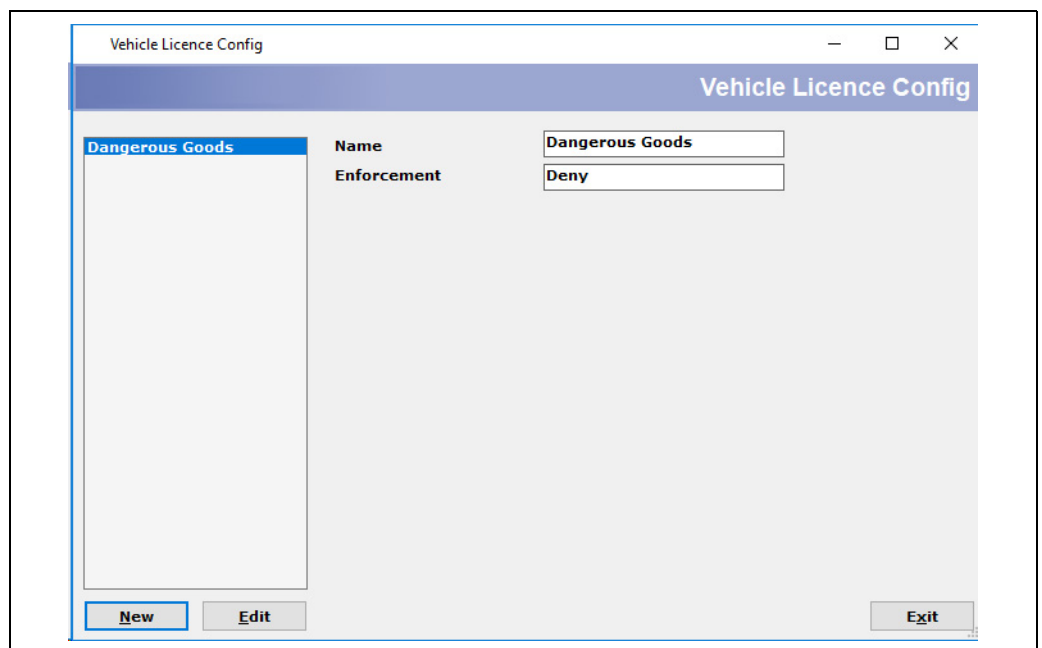 Vehicle Licence Config
Vehicle Licence Config
Dangerous Goods
Name
Dangerous Goods
Enforcement
Deny
New
Edit
Exit